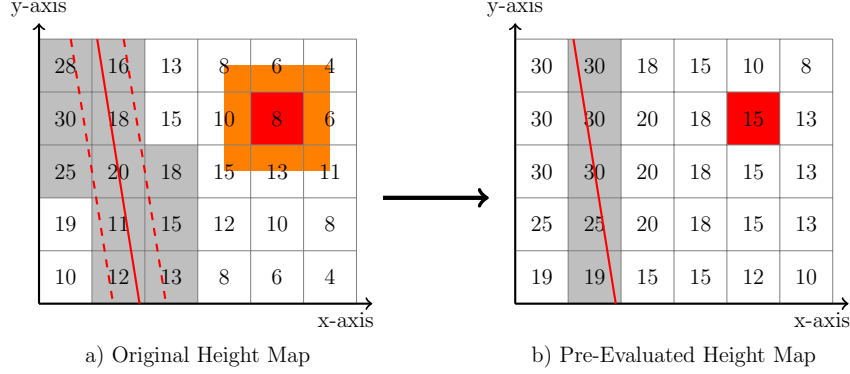 y-axis y-axis
28 16 13 8 6 4 30 30 18 15 10 8
30 18 15 10 8 6 30 30 20 18 15 13
25 20 18 15 13 11 30 30 20 18 15 13
19 11 15 12 10 8 25 25 20 18 15 13
10 12 13 8 6 4 19 19 15 15 12 10
x-axis x-axis
a) Original Height Map b) Pre-Evaluated Height Map